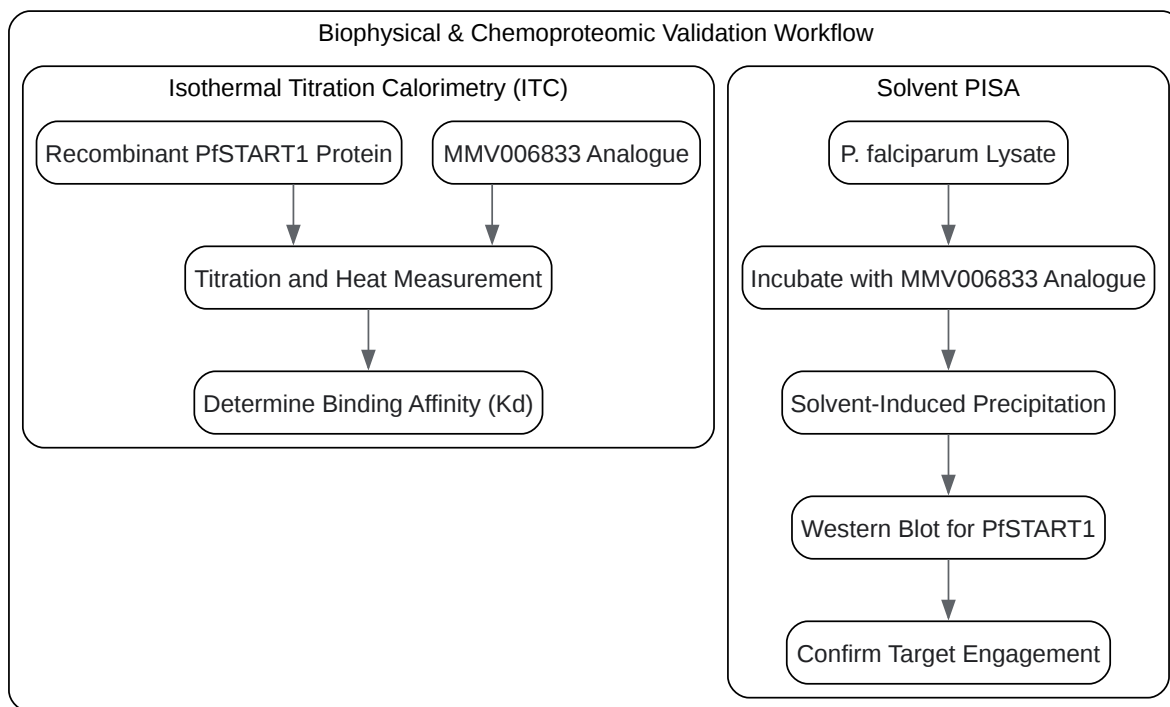 Biophysical & Chemoproteomic Validation Workflow
Isothermal Titration Calorimetry (ITC)
Recombinant PfSTART1 Protein
MMV006833 Analogue
Titration and Heat Measurement
Determine Binding Affinity (Kd)
Solvent PISA
P. falciparum Lysate
Incubate with MMV006833 Analogue
Solvent-Induced Precipitation
Western Blot for PfSTART1
Confirm Target Engagement